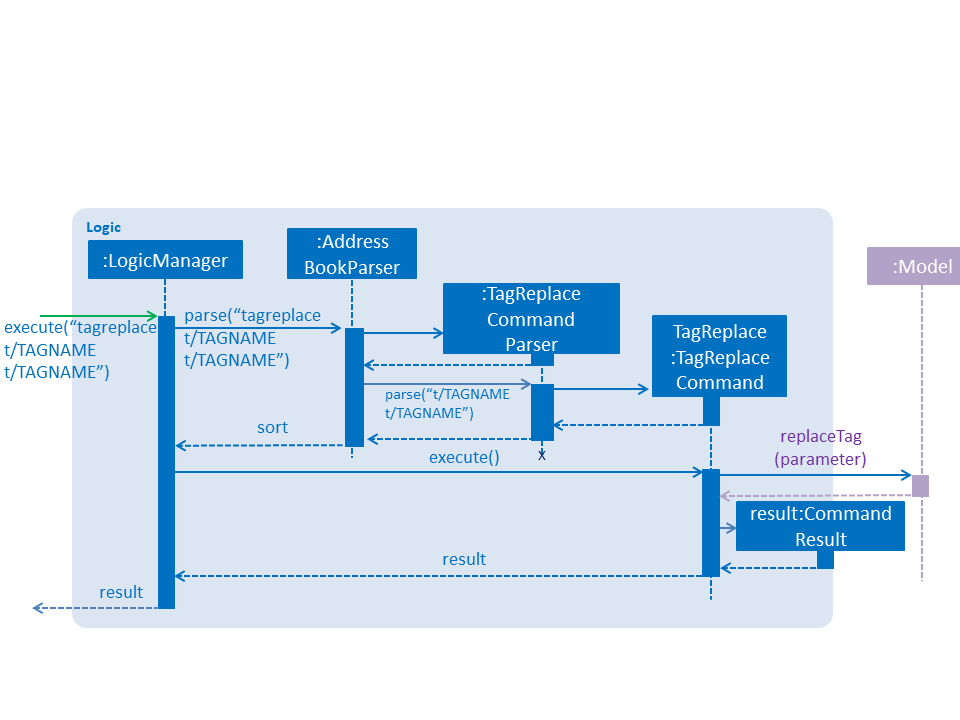 Logic
:LogicManager
:Address
BookParser
:TagReplace
Command
Parser
TagReplace
:TagReplace
Command
:Model
execute(“tagreplace
t/TAGNAME
t/TAGNAME”)
parse(“tagreplace
t/TAGNAME
t/TAGNAME”)
parse(“t/TAGNAME
t/TAGNAME”)
sort
x
execute()
replaceTag
(parameter)
result:Command
Result
result
result